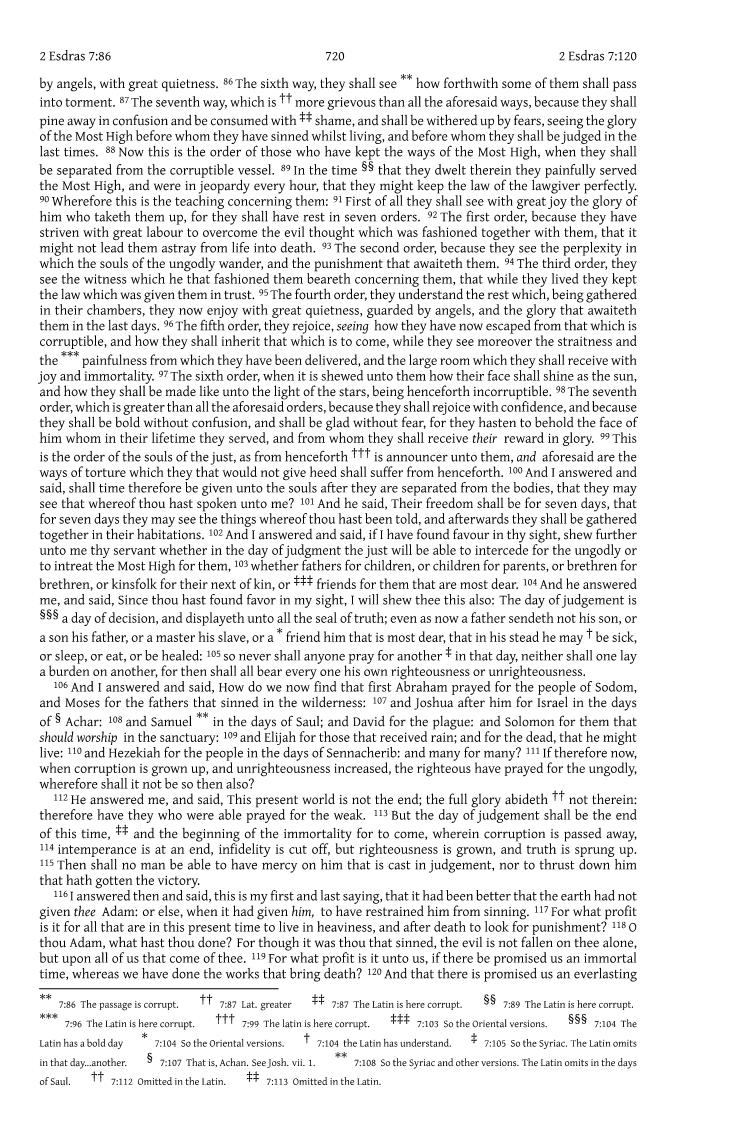 2 Esdras 7:86 720 2 Esdras 7:120
by angels, with great quietness. 86 The sixth way, they shall see ** how forthwith some of them shall pass
into torment. 87 The seventh way, which is †† more grievous than all the aforesaid ways, because they shall
pine away in confusion and be consumed with ‡‡ shame, and shall be withered up by fears, seeing the glory
of the Most High before whom they have sinned whilst living, and before whom they shall be judged in the
last times. 88 Now this is the order of those who have kept the ways of the Most High, when they shall
be separated from the corruptible vessel. 89 In the time §§ that they dwelt therein they painfully served
the Most High, and were in jeopardy every hour, that they might keep the law of the lawgiver perfectly.
90 Wherefore this is the teaching concerning them: 91 First of all they shall see with great joy the glory of
him who taketh them up, for they shall have rest in seven orders. 92 The first order, because they have
striven with great labour to overcome the evil thought which was fashioned together with them, that it
might not lead them astray from life into death. 93 The second order, because they see the perplexity in
which the souls of the ungodly wander, and the punishment that awaiteth them. 94 The third order, they
see the witness which he that fashioned them beareth concerning them, that while they lived they kept
the law which was given them in trust. 95 The fourth order, they understand the rest which, being gathered
in their chambers, they now enjoy with great quietness, guarded by angels, and the glory that awaiteth
them in the last days. 96 The fifth order, they rejoice, seeing how they have now escaped from that which is
corruptible, and how they shall inherit that which is to come, while they see moreover the straitness and
the *** painfulness from which they have been delivered, and the large room which they shall receive with
joy and immortality. 97 The sixth order, when it is shewed unto them how their face shall shine as the sun,
and how they shall be made like unto the light of the stars, being henceforth incorruptible. 98 The seventh
order, which is greater than all the aforesaid orders, because they shall rejoice with confidence, and because
they shall be bold without confusion, and shall be glad without fear, for they hasten to behold the face of
him whom in their lifetime they served, and from whom they shall receive their reward in glory. 99 This
is the order of the souls of the just, as from henceforth ††† is announcer unto them, and aforesaid are the
ways of torture which they that would not give heed shall suffer from henceforth. 100 And I answered and
said, shall time therefore be given unto the souls after they are separated from the bodies, that they may
see that whereof thou hast spoken unto me? 101 And he said, Their freedom shall be for seven days, that
for seven days they may see the things whereof thou hast been told, and afterwards they shall be gathered
together in their habitations. 102 And I answered and said, if I have found favour in thy sight, shew further
unto me thy servant whether in the day of judgment the just will be able to intercede for the ungodly or
to intreat the Most High for them, 103 whether fathers for children, or children for parents, or brethren for
brethren, or kinsfolk for their next of kin, or ‡‡‡ friends for them that are most dear. 104 And he answered
me, and said, Since thou hast found favor in my sight, I will shew thee this also: The day of judgement is
§§§ a day of decision, and displayeth unto all the seal of truth; even as now a father sendeth not his son, or
a son his father, or a master his slave, or a * friend him that is most dear, that in his stead he may † be sick,
or sleep, or eat, or be healed: 105 so never shall anyone pray for another ‡ in that day, neither shall one lay
a burden on another, for then shall all bear every one his own righteousness or unrighteousness.
106 And I answered and said, How do we now find that first Abraham prayed for the people of Sodom,
and Moses for the fathers that sinned in the wilderness: 107 and Joshua after him for Israel in the days
of § Achar: 108 and Samuel ** in the days of Saul; and David for the plague: and Solomon for them that
should worship in the sanctuary: 109 and Elijah for those that received rain; and for the dead, that he might
live: 110 and Hezekiah for the people in the days of Sennacherib: and many for many? 111 If therefore now,
when corruption is grown up, and unrighteousness increased, the righteous have prayed for the ungodly,
wherefore shall it not be so then also?
112 He answered me, and said, This present world is not the end; the full glory abideth †† not therein:
therefore have they who were able prayed for the weak. 113 But the day of judgement shall be the end
of this time, ‡‡ and the beginning of the immortality for to come, wherein corruption is passed away,
114 intemperance is at an end, infidelity is cut off, but righteousness is grown, and truth is sprung up.
115 Then shall no man be able to have mercy on him that is cast in judgement, nor to thrust down him
that hath gotten the victory.
116 I answered then and said, this is my first and last saying, that it had been better that the earth had not
given thee Adam: or else, when it had given him, to have restrained him from sinning. 117 For what profit
is it for all that are in this present time to live in heaviness, and after death to look for punishment? 118 O
thou Adam, what hast thou done? For though it was thou that sinned, the evil is not fallen on thee alone,
but upon all of us that come of thee. 119 For what profit is it unto us, if there be promised us an immortal
time, whereas we have done the works that bring death? 120 And that there is promised us an everlasting
** 7:86 The passage is corrupt. †† 7:87 Lat. greater ‡‡ 7:87 The Latin is here corrupt. §§ 7:89 The Latin is here corrupt.
*** 7:96 The Latin is here corrupt. ††† 7:99 The latin is here corrupt. ‡‡‡ 7:103 So the Oriental versions. §§§ 7:104 The
Latin has a bold day * 7:104 So the Oriental versions. † 7:104 the Latin has understand. ‡ 7:105 So the Syriac. The Latin omits
in that day...another. § 7:107 That is, Achan. See Josh. vii. 1. ** 7:108 So the Syriac and other versions. The Latin omits in the days
of Saul. †† 7:112 Omitted in the Latin. ‡‡ 7:113 Omitted in the Latin.